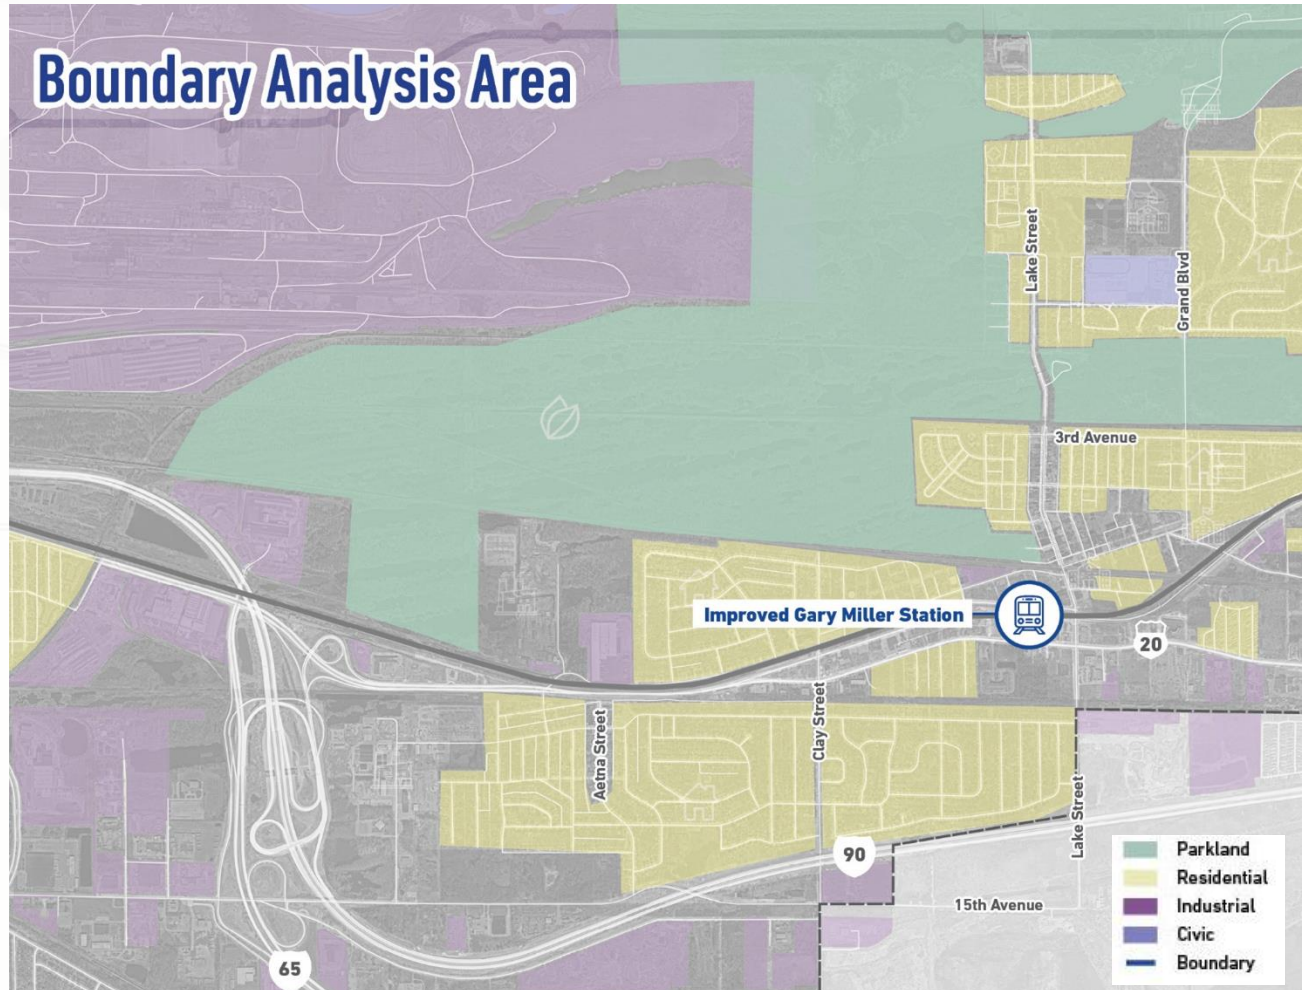 Boundary Analysis Area
Lake Street
Grand Blvd
3rd Avenue
Improved Gary Miller Station
20
Aetna Street
Clay Street
Lake Street
90
15th Avenue
65
Parkland
Residential
Industrial
Civic
Boundary